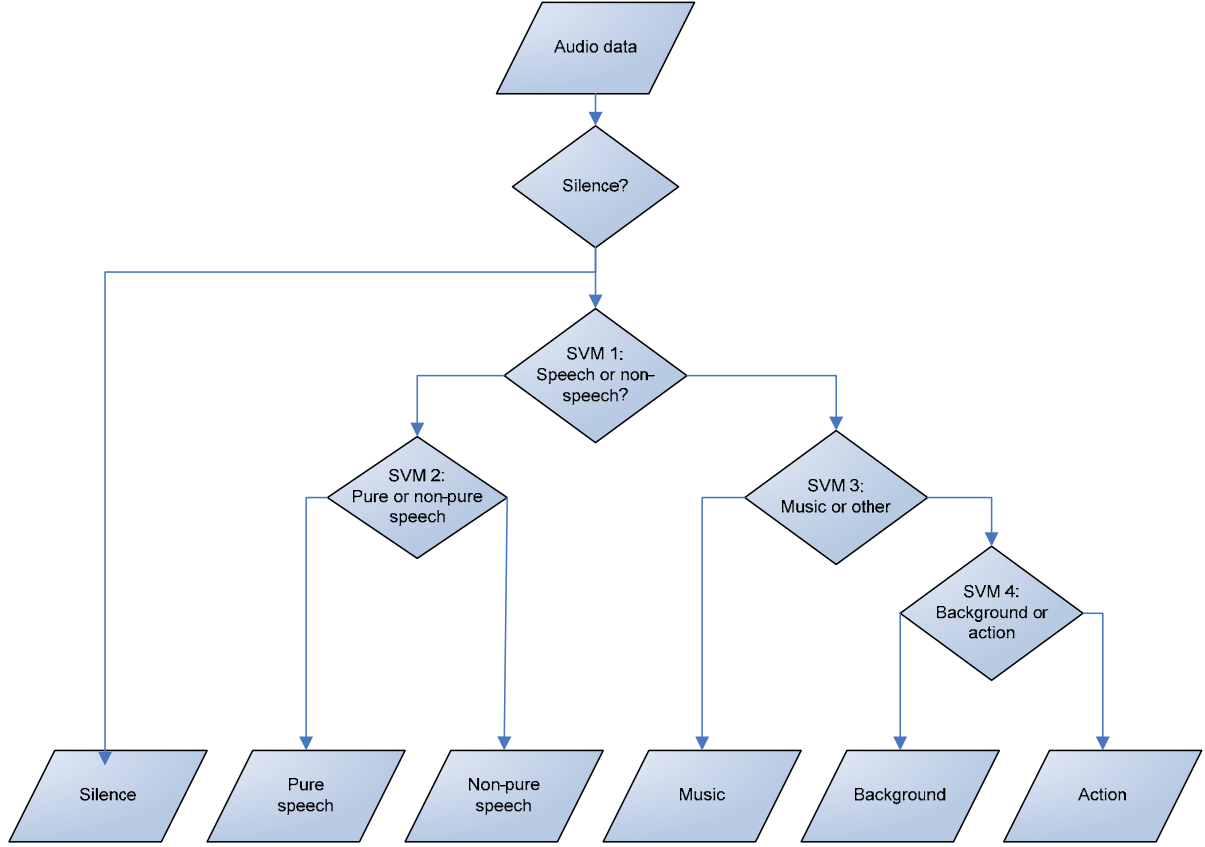 Audio data
Silence?
SVM 1:
Speech or non-
speech?
SVM 2:
Pure or non-pure
speech
SVM 3:
Music or other
SVM 4:
Background or
action
Silence
Pure
speech
Non-pure
speech
Music
Background
Action